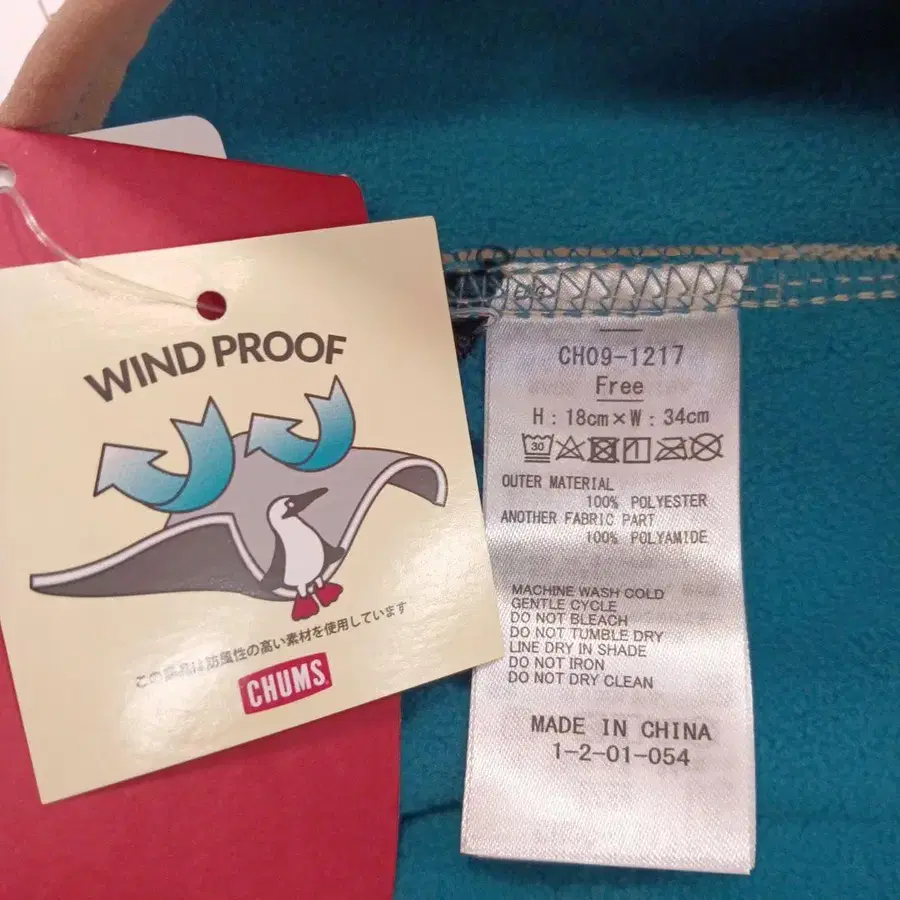 WIND PROOF
この商品は防風性の高い素材を使用しています
CHUMS
CH09-1217
Free
H : 18cm×W : 34cm
30
OUTER MATERIAL
100% POLYESTER
ANOTHER FABRIC PART
100% POLYAMIDE
MACHINE WASH COLD
GENTLE CYCLE
DO NOT BLEACH
DO NOT TUMBLE DRY
LINE DRY IN SHADE
DO NOT IRON
DO NOT DRY CLEAN
MADE IN CHINA
1-2-01-054